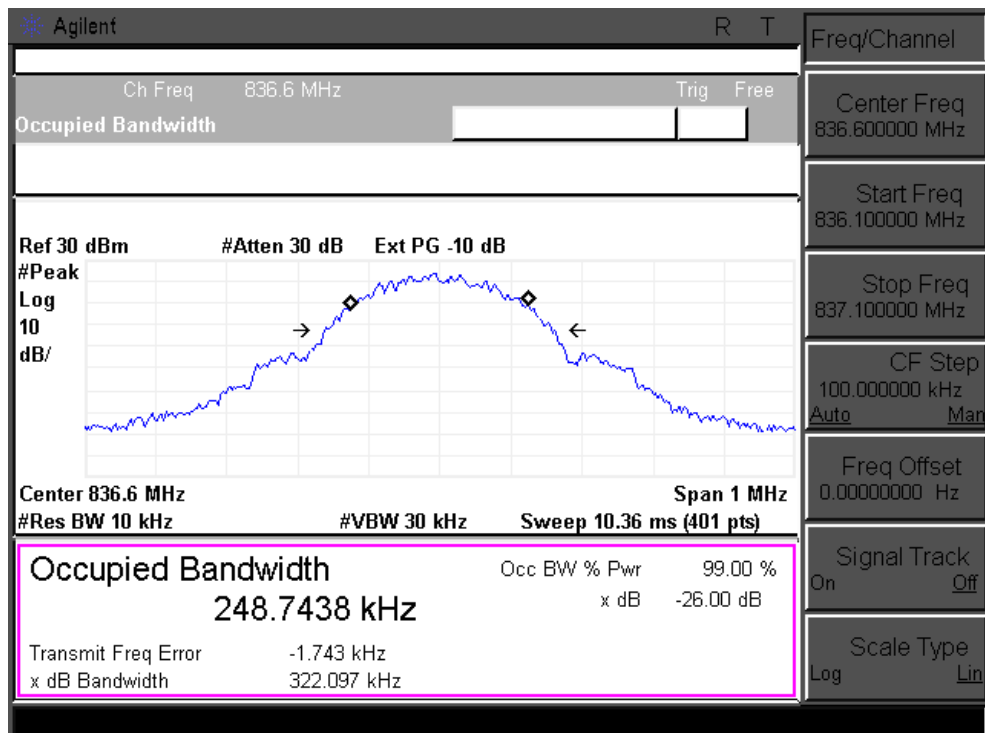 Agilent R T
Ch Freq 836.6 MHz Trig Free
Occupied Bandwidth
Ref 30 dBm #Atten 30 dB Ext PG -10 dB
#Peak
Log
10
dB/
Center 836.6 MHz Span 1 MHz
#Res BW 10 kHz #VBW 30 kHz Sweep 10.36 ms (401 pts)
Occupied Bandwidth Occ BW % Pwr 99.00 %
248.7438 kHz x dB -26.00 dB
Transmit Freq Error -1.743 kHz
x dB Bandwidth 322.097 kHz
Freq/Channel
Center Freq
836.600000 MHz
Start Freq
836.100000 MHz
Stop Freq
837.100000 MHz
CF Step
100.000000 kHz
Auto Man
Freq Offset
0.00000000 Hz
Signal Track
On Off
Scale Type
Log Lin